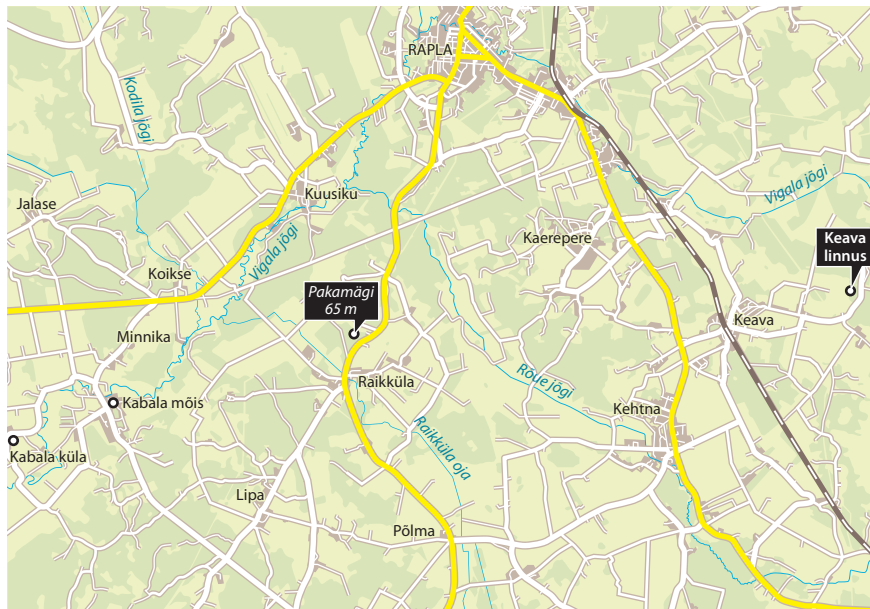 RAPLA
Kodila jõgi
Kuusiku
Vigala jõgi
Jalase
Vigala jõgi
Kaerepere
Keava
linnus
Koikse
Pakamägi
65 m
Keava
Minnika
Raikküla
Rõue jõgi
Kabala mõis
Kehtna
Raikküla oja
Kabala küla
Lipa
Põlma